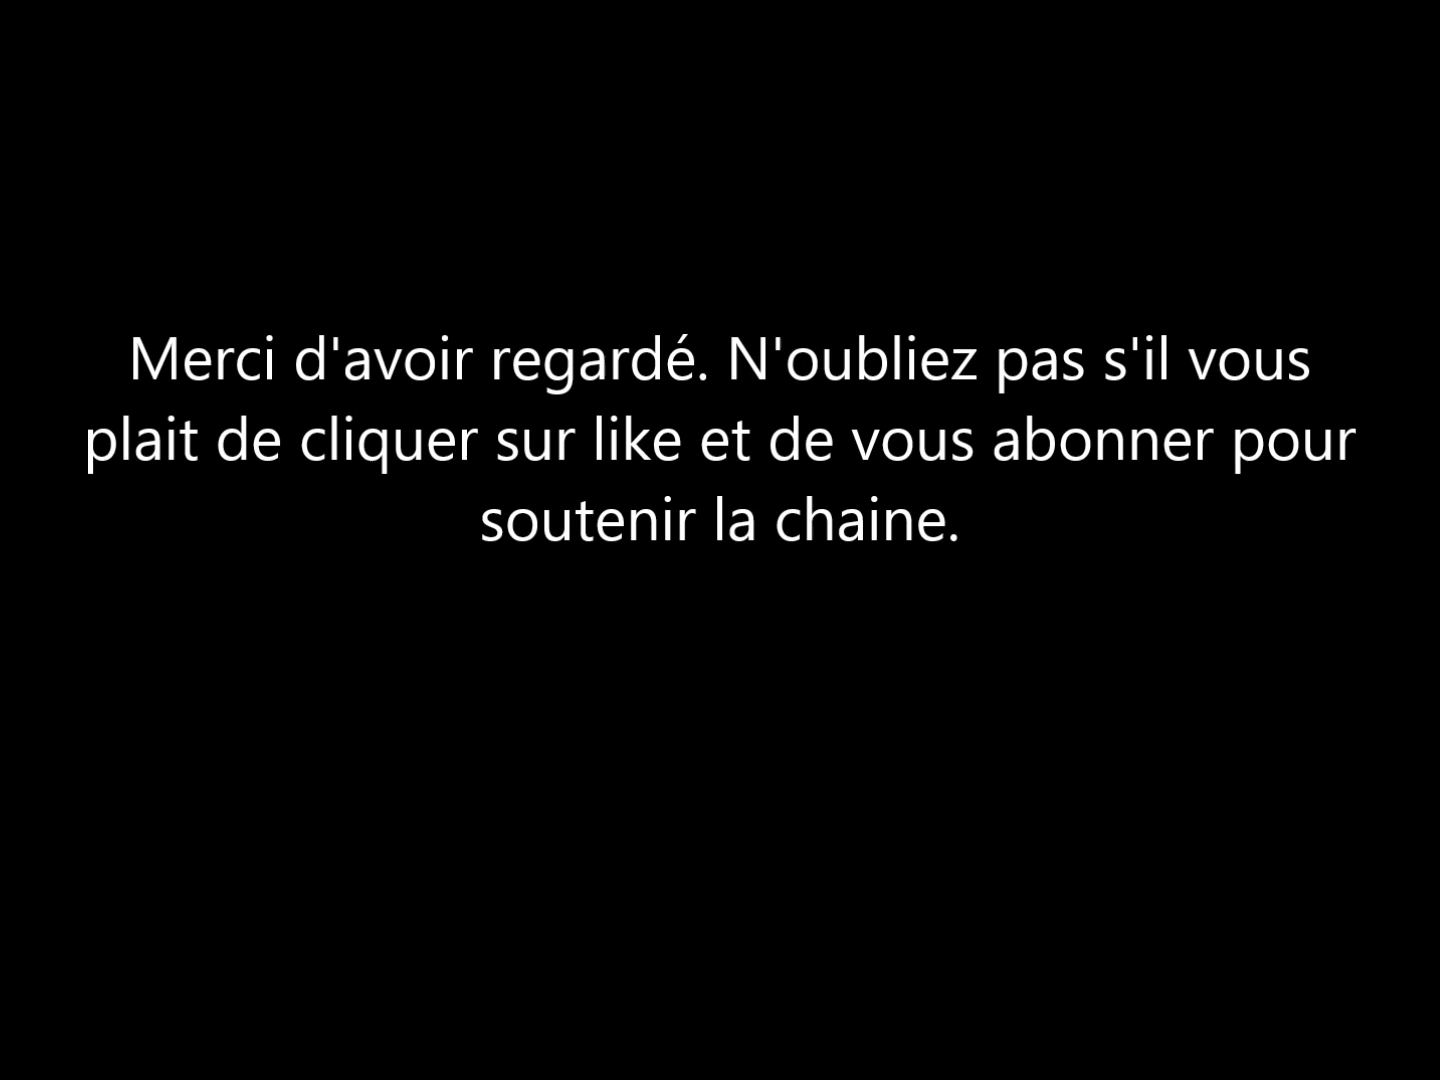 Merci d'avoir regardé. N'oubliez pas s'il vous
plait de cliquer sur like et de vous abonner pour
soutenir la chaine.